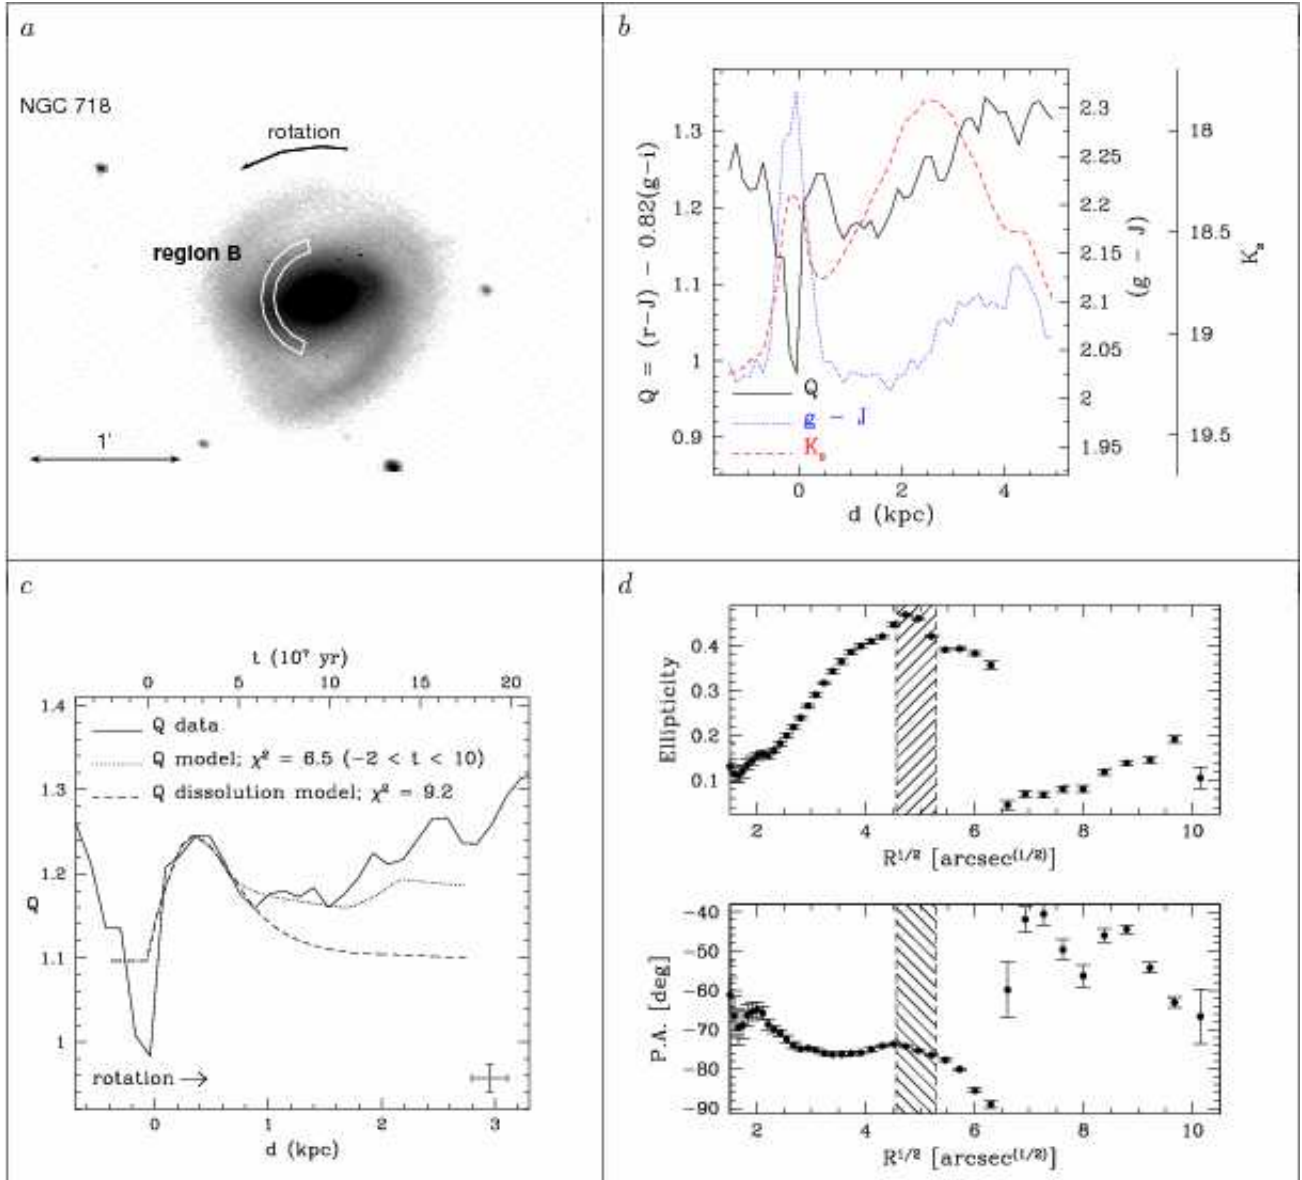 a
NGC 718
rotation
region B
1'
b
Q = (r-J) - 0.82(g-i)
1.3
1.2
1.1
1
0.9
2.3
2.25
2.2
2.15
2.1
2.05
2
1.95
(g - J)
18
18.5
19
19.5
Ks
Q
g - J
Ks
0 2 4
d (kpc)
c
t (10⁷ yr)
0 5 10 15 20
1.4
1.3
1.2
1.1
1
Q
Q data
Q model; χ² = 6.5 (-2 < t < 10)
Q dissolution model; χ² = 9.2
rotation →
0 1 2 3
d (kpc)
d
Ellipticity
0.4
0.3
0.2
0.1
2 4 6 8 10
R^1/2 [arcsec^(1/2)]
P.A. [deg]
-40
-50
-60
-70
-80
-90
2 4 6 8 10
R^1/2 [arcsec^(1/2)]